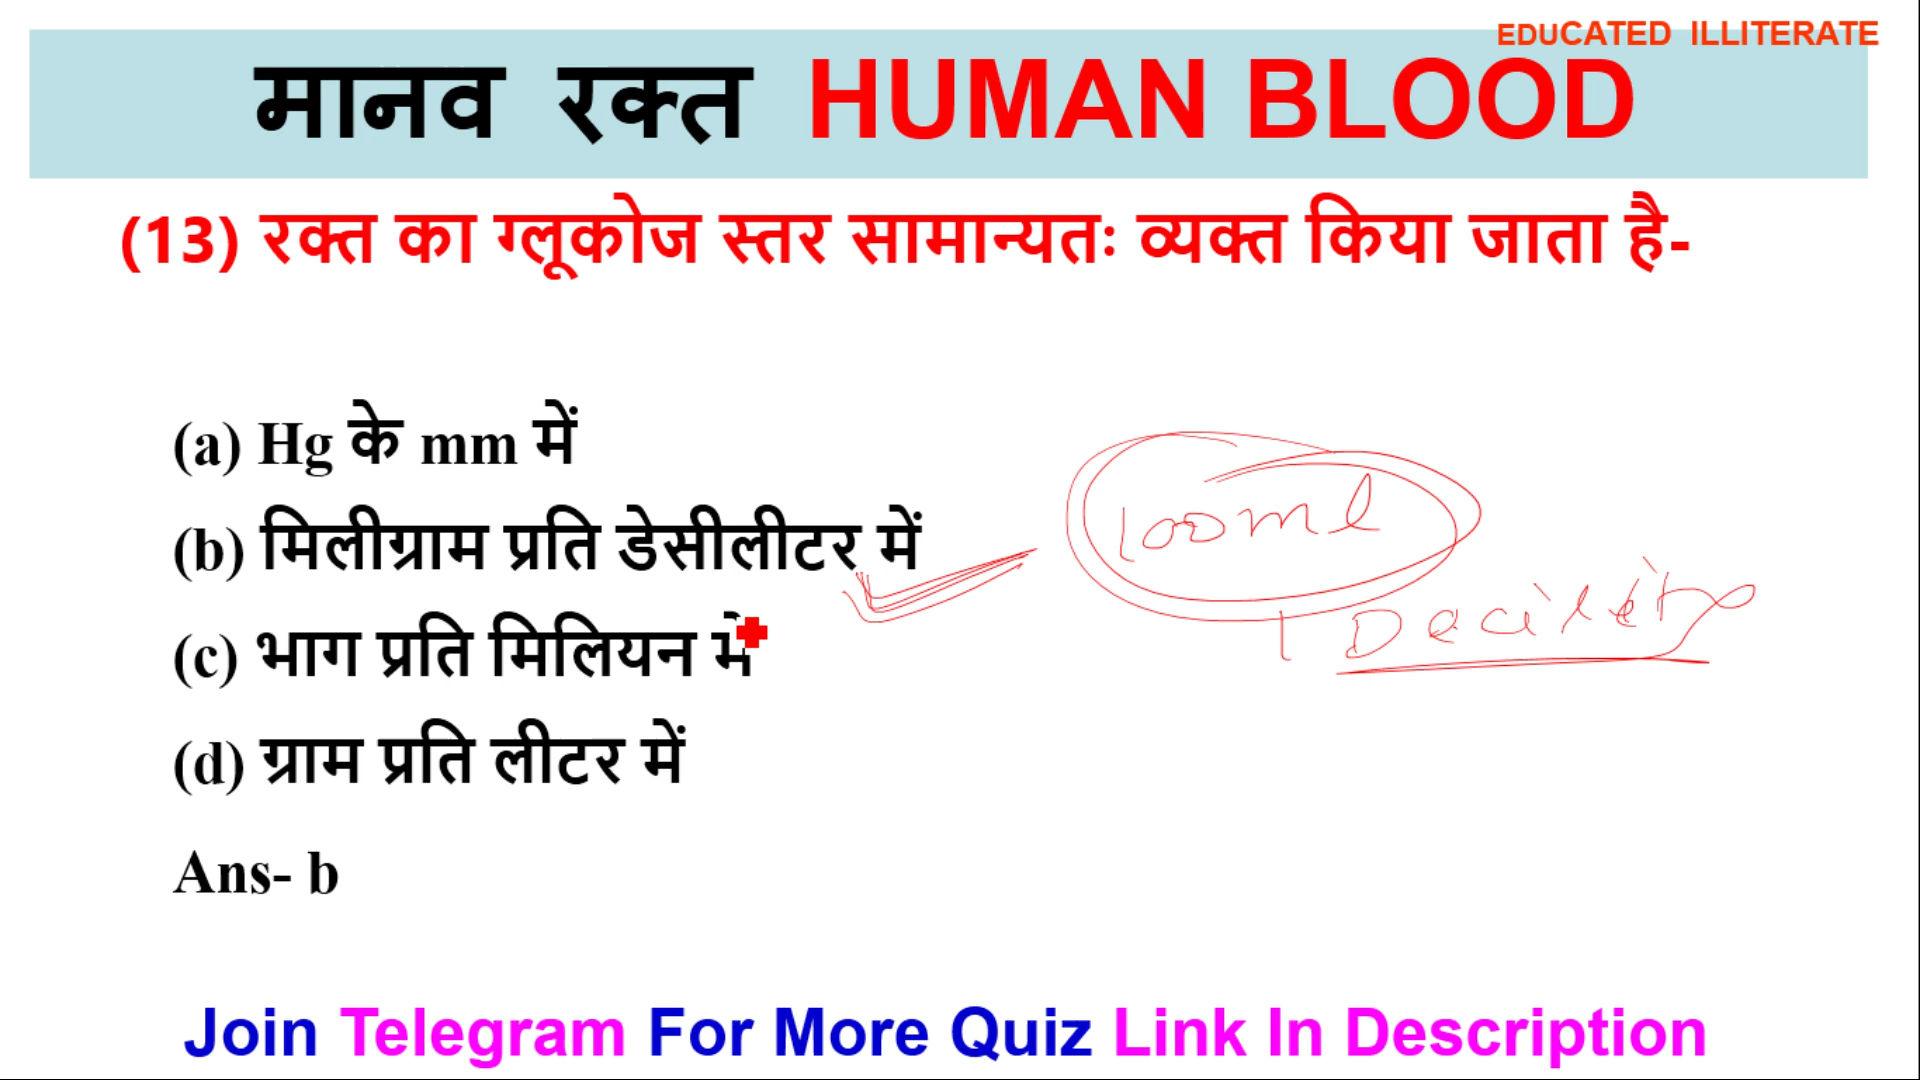 EDUCATED ILLITERATE
मानव रक्त HUMAN BLOOD
(13) रक्त का ग्लूकोज स्तर सामान्यतः व्यक्त किया जाता है-
(a) Hg के mm में
(b) मिलीग्राम प्रति डेसीलीटर में
100ml
1 Decilitre
(c) भाग प्रति मिलियन में
(d) ग्राम प्रति लीटर में
Ans- b
Join Telegram For More Quiz Link In Description